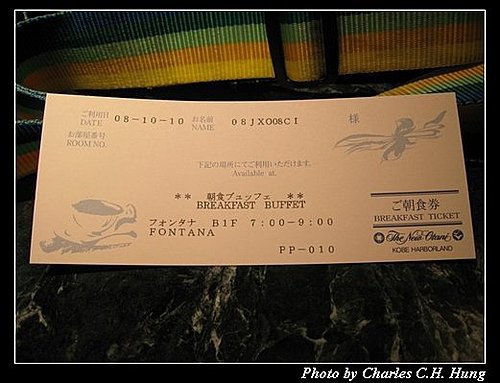 ご利用日
DATE 08-10-10
お名前
NAME 08JXO08CI 様
お部屋番号
ROOM NO.
下記の場所にてご利用いただけます。
Available at.
** 朝食ブュッフェ **
BREAKFAST BUFFET
フォンタナ B1F 7:00-9:00
FONTANA
PP-010
ご朝食券
BREAKFAST TICKET
The New Otani
KOBE HARBORLAND
Photo by Charles C.H. Hung